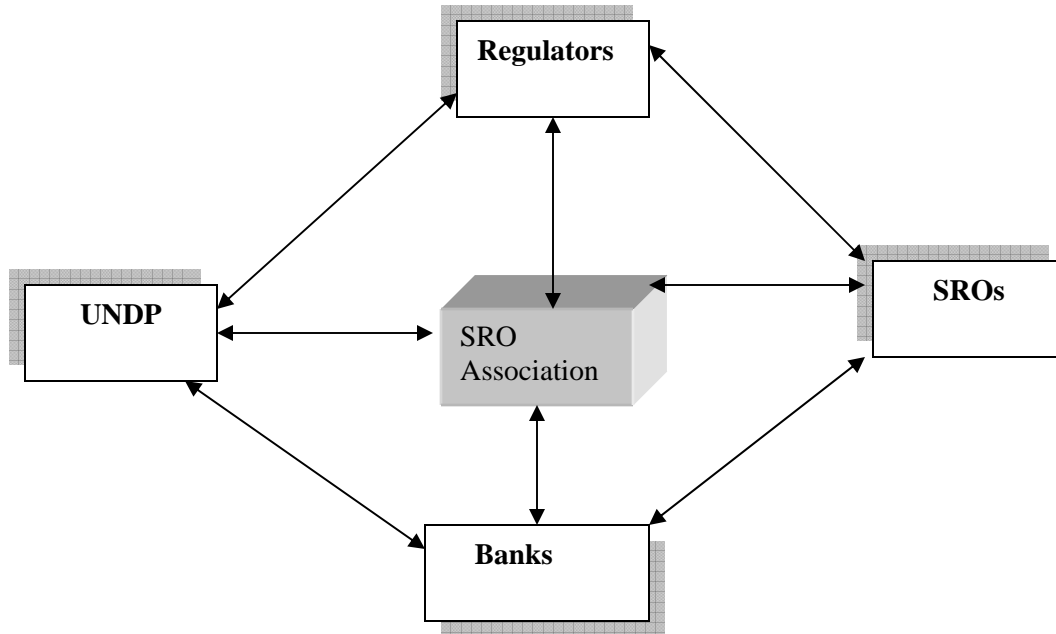 Regulators
UNDP
SROs
SRO
Association
Banks